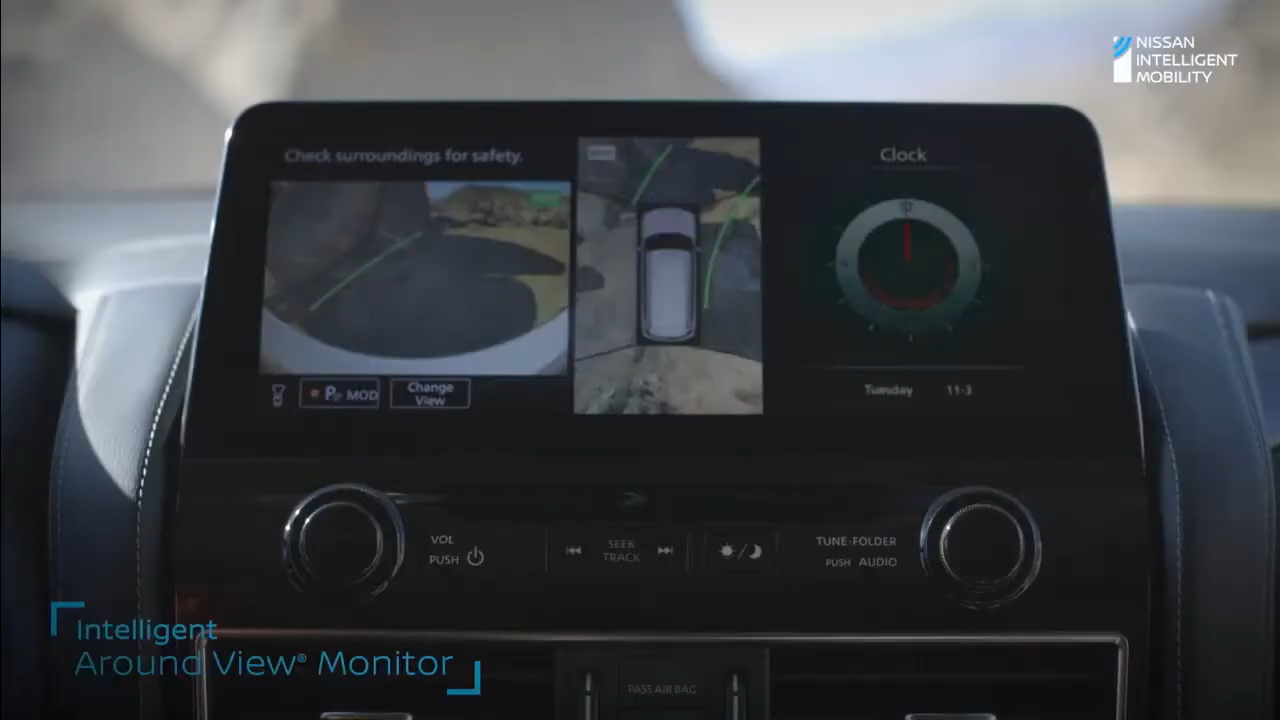 NISSAN
INTELLIGENT
MOBILITY
Check surroundings for safety.
Clock
12
P MOD
Change
View
Tuesday 11-3
VOL
PUSH
SEEK
TRACK
TUNE·FOLDER
PUSH AUDIO
Intelligent
Around View® Monitor
PASS AIR BAG